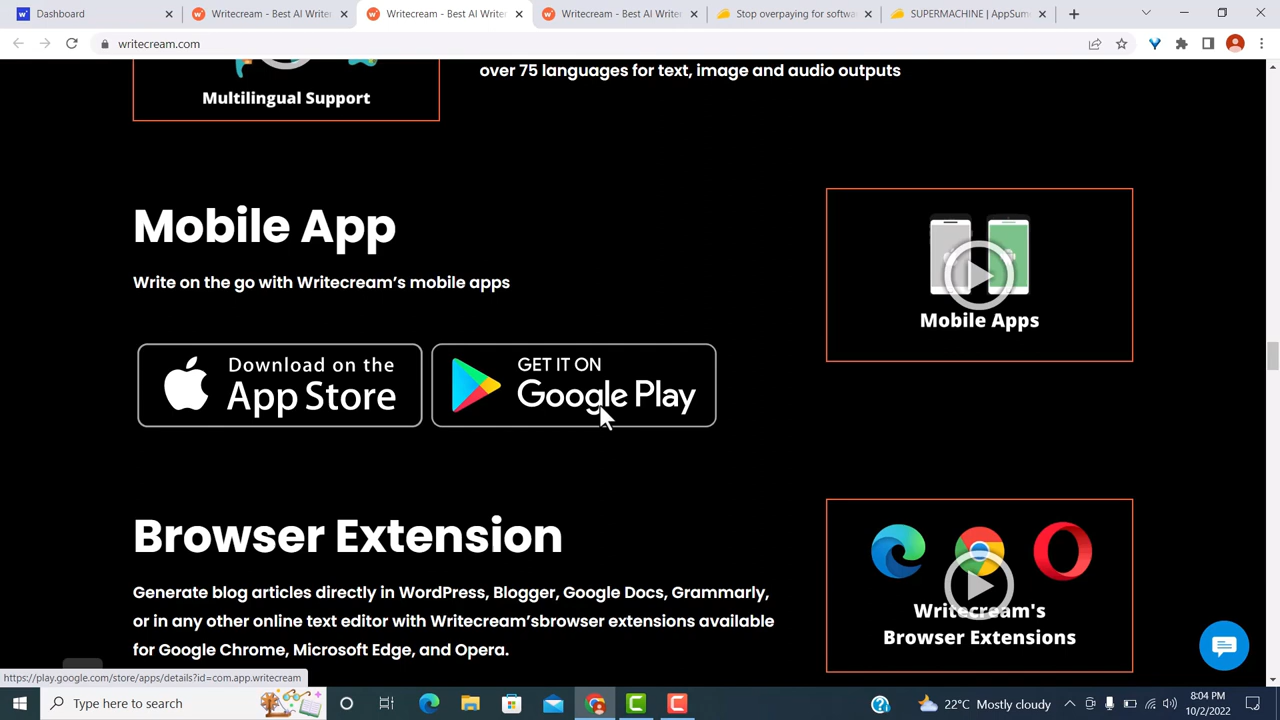 Dashboard
Writecream - Best AI Write
Writecream - Best AI Write
Writecream - Best AI Write
Stop overpaying for softwa
SUPERMACHINE | AppSum
writecream.com
over 75 languages for text, image and audio outputs
Multilingual Support
Mobile App
Write on the go with Writecream's mobile apps
Mobile Apps
Download on the
App Store
GET IT ON
Google Play
Browser Extension
Generate blog articles directly in WordPress, Blogger, Google Docs, Grammarly,
or in any other online text editor with Writecream'sbrowser extensions available
for Google Chrome, Microsoft Edge, and Opera.
Writecream's
Browser Extensions
https://play.google.com/store/apps/details?id=com.app.writecream
Type here to search
22°C Mostly cloudy
8:04 PM
10/2/2022